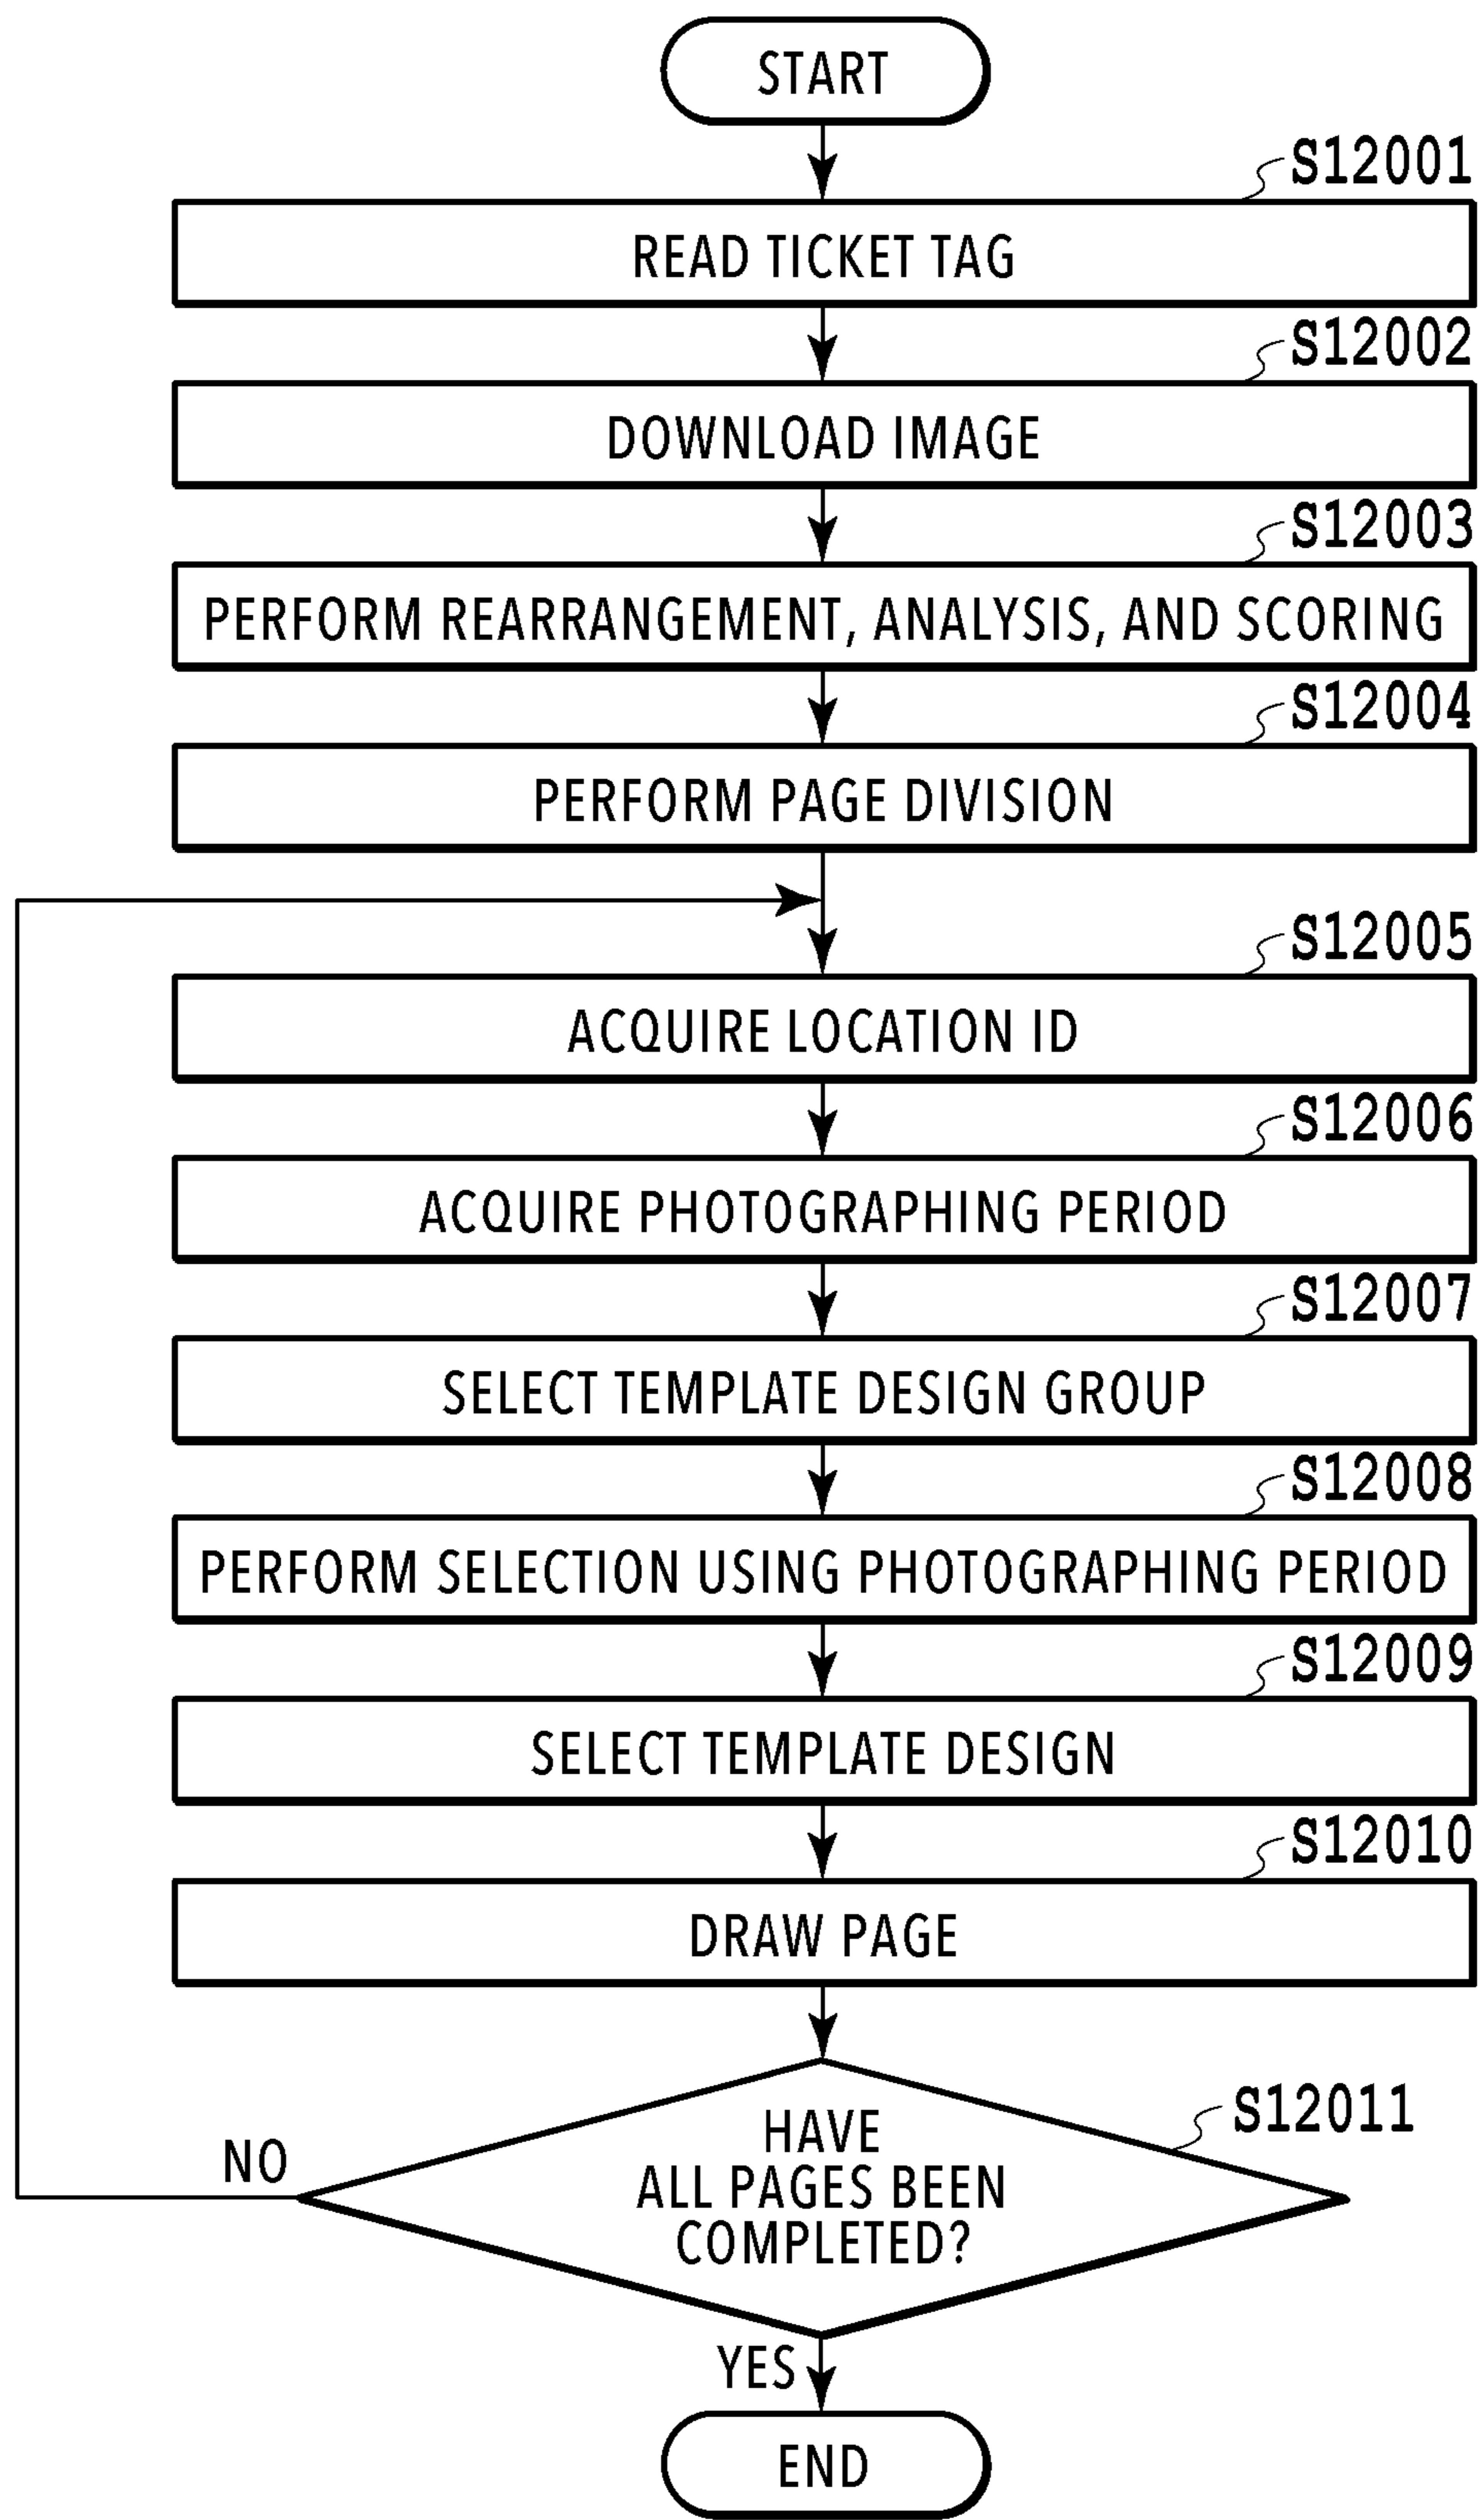 START
S12001
READ TICKET TAG
S12002
DOWNLOAD IMAGE
S12003
PERFORM REARRANGEMENT, ANALYSIS, AND SCORING
S12004
PERFORM PAGE DIVISION
S12005
ACQUIRE LOCATION ID
S12006
ACQUIRE PHOTOGRAPHING PERIOD
S12007
SELECT TEMPLATE DESIGN GROUP
S12008
PERFORM SELECTION USING PHOTOGRAPHING PERIOD
S12009
SELECT TEMPLATE DESIGN
S12010
DRAW PAGE
S12011
HAVE
ALL PAGES BEEN
COMPLETED?
NO
YES
END